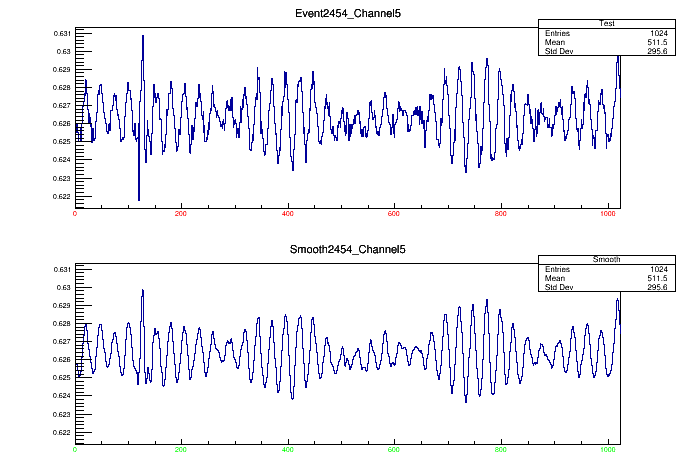 Event2454_Channel5
Test
Entries 1024
Mean 511.5
Std Dev 295.6
0.631
0.63
0.629
0.628
0.627
0.626
0.625
0.624
0.623
0.622
0 200 400 600 800 1000
Smooth2454_Channel5
Smooth
Entries 1024
Mean 511.5
Std Dev 295.6
0.631
0.63
0.629
0.628
0.627
0.626
0.625
0.624
0.623
0.622
0 200 400 600 800 1000